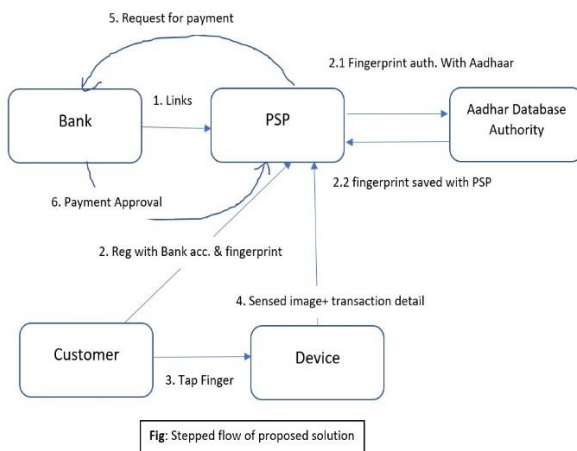 5. Request for payment
2.1 Fingerprint auth. With Aadhaar
1. Links
Bank
PSP
Aadhar Database
Authority
6. Payment Approval
2.2 fingerprint saved with PSP
2. Reg with Bank acc. & fingerprint
4. Sensed image+ transaction detail
Customer
Device
3. Tap Finger
Fig: Stepped flow of proposed solution